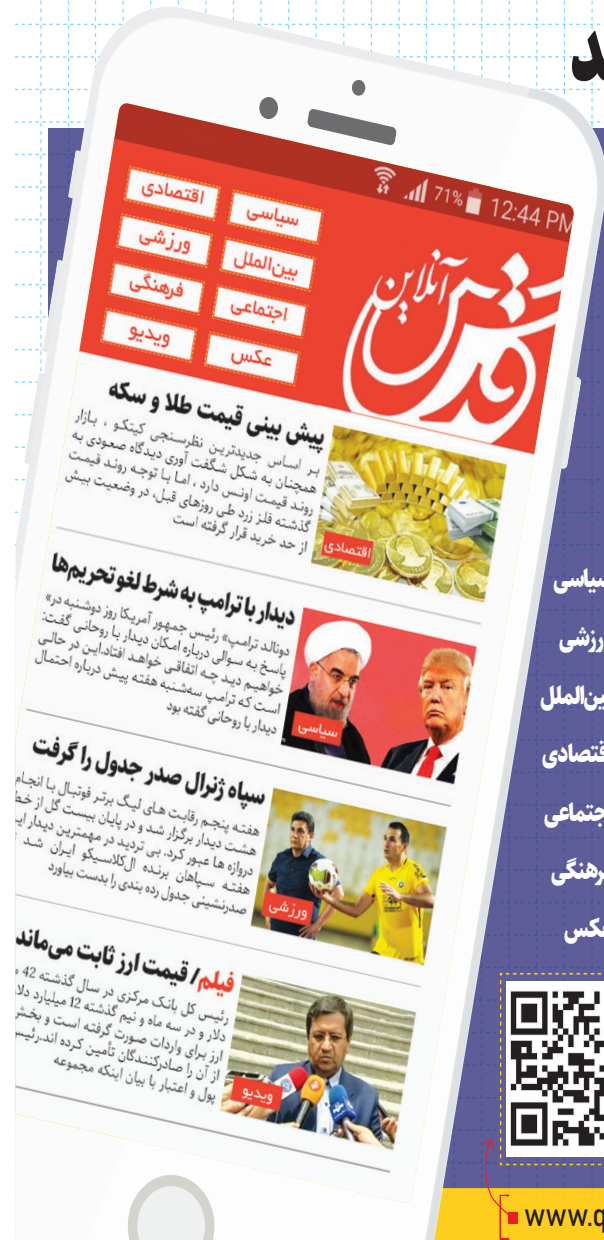 71% 12:44 PM
قدس آنلاین
سیاسی
اقتصادی
بین‌الملل
ورزشی
اجتماعی
فرهنگی
عکس
ویدیو
پیش بینی قیمت طلا و سکه
بر اساس جدیدترین نظرسنجی کیتکو ، بازار
همچنان به شکل شگفت آوری دیدگاه صعودی به
روند قیمت اونس دارد ، اما با توجه روند قیمت
گذشته فلز زرد طی روزهای قبل، در وضعیت بیش
از حد خرید قرار گرفته است
اقتصادی
دیدار با ترامپ به شرط لغو تحریم‌ها
دونالد ترامپ» رئیس جمهور آمریکا روز دوشنبه در»
پاسخ به سوالی درباره امکان دیدار با روحانی گفت:
خواهیم دید چه اتفاقی خواهد افتاد.این در حالی
است که ترامپ سه‌شنبه هفته پیش درباره احتمال
دیدار با روحانی گفته بود
سیاسی
سپاه ژنرال صدر جدول را گرفت
هفته پنجم رقابت های لیگ برتر فوتبال با انجام
هشت دیدار برگزار شد و در پایان بیست گل از خط
دروازه ها عبور کرد. بی تردید در مهمترین دیدار این
هفته سپاهان برنده ال‌کلاسیکو ایران شد
صدرنشینی جدول رده بندی را بدست بیاورد
ورزشی
فیلم/ قیمت ارز ثابت می‌ماند
رئیس کل بانک مرکزی در سال گذشته 42
دلار و در سه ماه و نیم گذشته 12 میلیارد دلار
ارز برای واردات صورت گرفته است و بخش
از آن را صادرکنندگان تأمین کرده اند.رئیس
پول و اعتبار با بیان اینکه مجموعه
ویدیو
سیاسی
ورزشی
بین‌الملل
اقتصادی
اجتماعی
فرهنگی
عکس
www.q